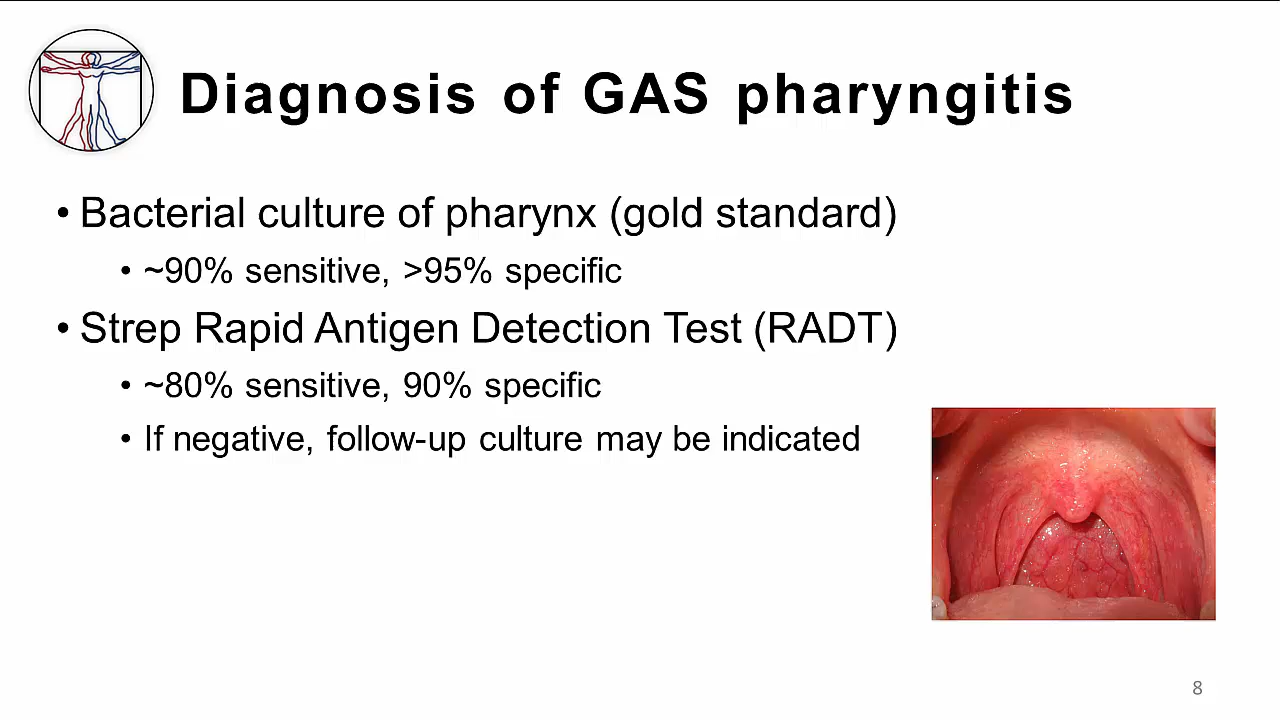 Diagnosis of GAS pharyngitis
• Bacterial culture of pharynx (gold standard)
• ~90% sensitive, >95% specific
• Strep Rapid Antigen Detection Test (RADT)
• ~80% sensitive, 90% specific
• If negative, follow-up culture may be indicated
8